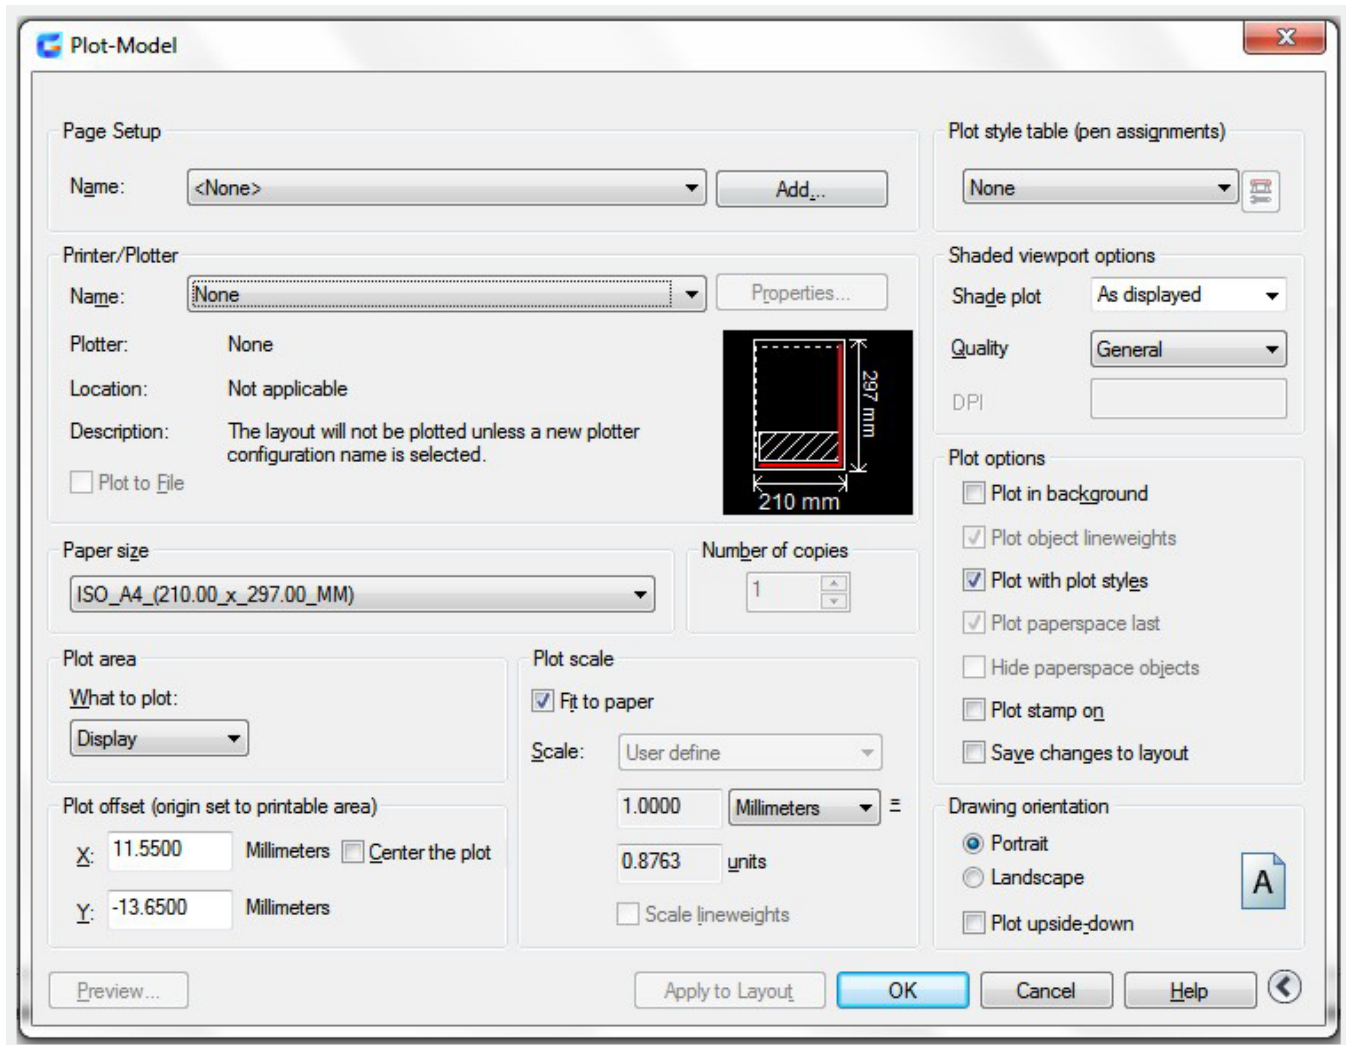 Plot-Model
Page Setup
Name:
<None>
Add...
Plot style table (pen assignments)
None
Printer/Plotter
Name:
None
Properties...
Plotter:
None
Location:
Not applicable
Description:
The layout will not be plotted unless a new plotter
configuration name is selected.
Plot to File
297 mm
210 mm
Shaded viewport options
Shade plot
As displayed
Quality
General
DPI
Paper size
ISO_A4_(210.00_x_297.00_MM)
Number of copies
1
Plot options
Plot in background
Plot object lineweights
Plot with plot styles
Plot paperspace last
Hide paperspace objects
Plot stamp on
Save changes to layout
Plot area
What to plot:
Display
Plot scale
Fit to paper
Scale:
User define
1.0000
Millimeters
=
0.8763
units
Scale lineweights
Plot offset (origin set to printable area)
X:
11.5500
Millimeters
Center the plot
Y:
-13.6500
Millimeters
Drawing orientation
Portrait
Landscape
Plot upside-down
A
Preview...
Apply to Layout
OK
Cancel
Help